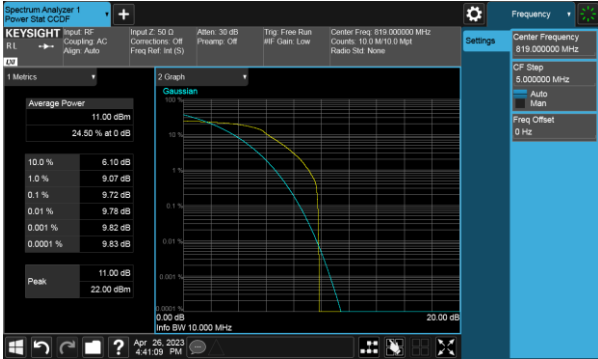 Spectrum Analyzer 1
Power Stat CCDF
+
Frequency
KEYSIGHT
RL
LXI
Input: RF
Coupling: AC
Align: Auto
Input Z: 50 Ω
Corrections: Off
Freq Ref: Int (S)
Atten: 30 dB
Preamp: Off
Trig: Free Run
#IF Gain: Low
Center Freq: 819.000000 MHz
Counts: 10.0 M/10.0 Mpt
Radio Std: None
Settings
Center Frequency
819.000000 MHz
CF Step
5.000000 MHz
Auto
Man
Freq Offset
0 Hz
1 Metrics
Average Power
11.00 dBm
24.50 % at 0 dB
10.0 % 6.10 dB
1.0 % 9.07 dB
0.1 % 9.72 dB
0.01 % 9.78 dB
0.001 % 9.82 dB
0.0001 % 9.83 dB
Peak
11.00 dB
22.00 dBm
2 Graph
Gaussian
100 %
10 %
1 %
0.1 %
0.01 %
0.001 %
0.0001 %
0.00 dB 20.00 dB
Info BW 10.000 MHz
?
Apr 26, 2023
4:41:09 PM